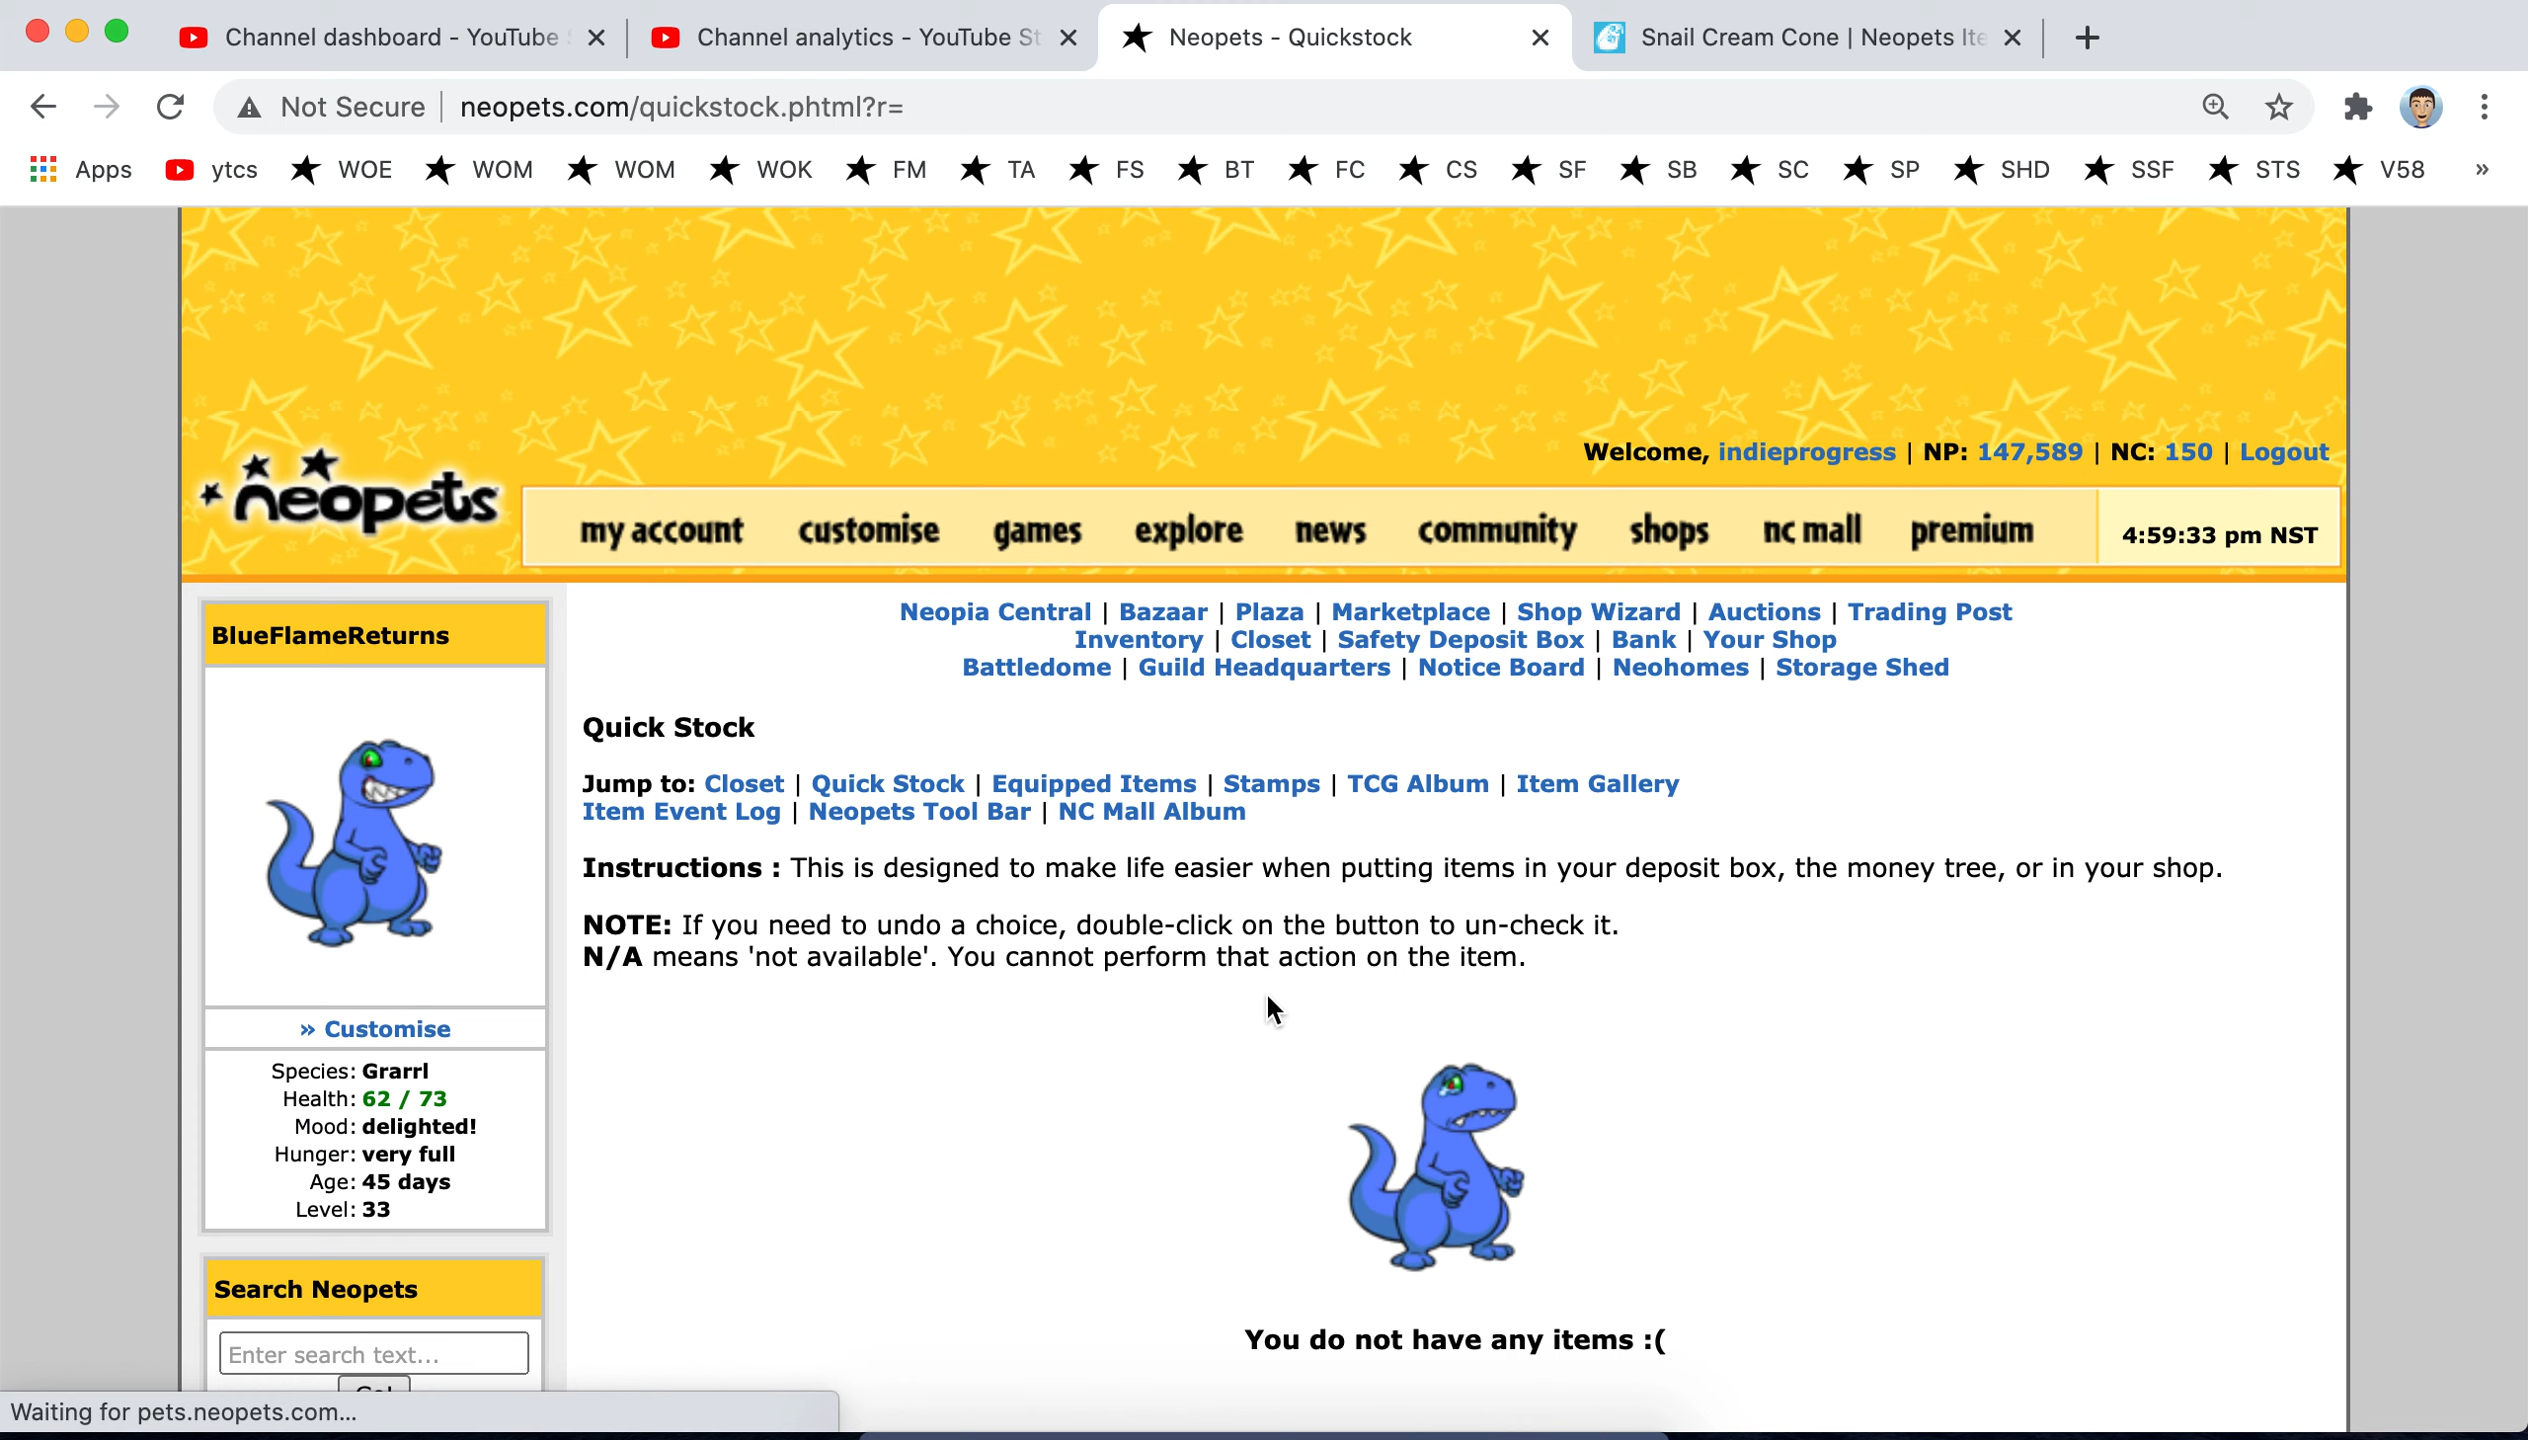 Channel dashboard - YouTube S
Channel analytics - YouTube St
Neopets - Quickstock
Snail Cream Cone | Neopets Ite
Not Secure
neopets.com/quickstock.phtml?r=
Apps
ytcs
WOE
WOM
WOM
WOK
FM
TA
FS
BT
FC
CS
SF
SB
SC
SP
SHD
SSF
STS
V58
»
Welcome, indieprogress | NP: 147,589 | NC: 150 | Logout
neopets
my account
customise
games
explore
news
community
shops
nc mall
premium
4:59:33 pm NST
Neopia Central | Bazaar | Plaza | Marketplace | Shop Wizard | Auctions | Trading Post
Inventory | Closet | Safety Deposit Box | Bank | Your Shop
Battledome | Guild Headquarters | Notice Board | Neohomes | Storage Shed
BlueFlameReturns
» Customise
Species: Grarrl
Health: 62 / 73
Mood: delighted!
Hunger: very full
Age: 45 days
Level: 33
Search Neopets
Enter search text...
Quick Stock
Jump to: Closet | Quick Stock | Equipped Items | Stamps | TCG Album | Item Gallery
Item Event Log | Neopets Tool Bar | NC Mall Album
Instructions : This is designed to make life easier when putting items in your deposit box, the money tree, or in your shop.
NOTE: If you need to undo a choice, double-click on the button to un-check it.
N/A means 'not available'. You cannot perform that action on the item.
You do not have any items :(
Waiting for pets.neopets.com...